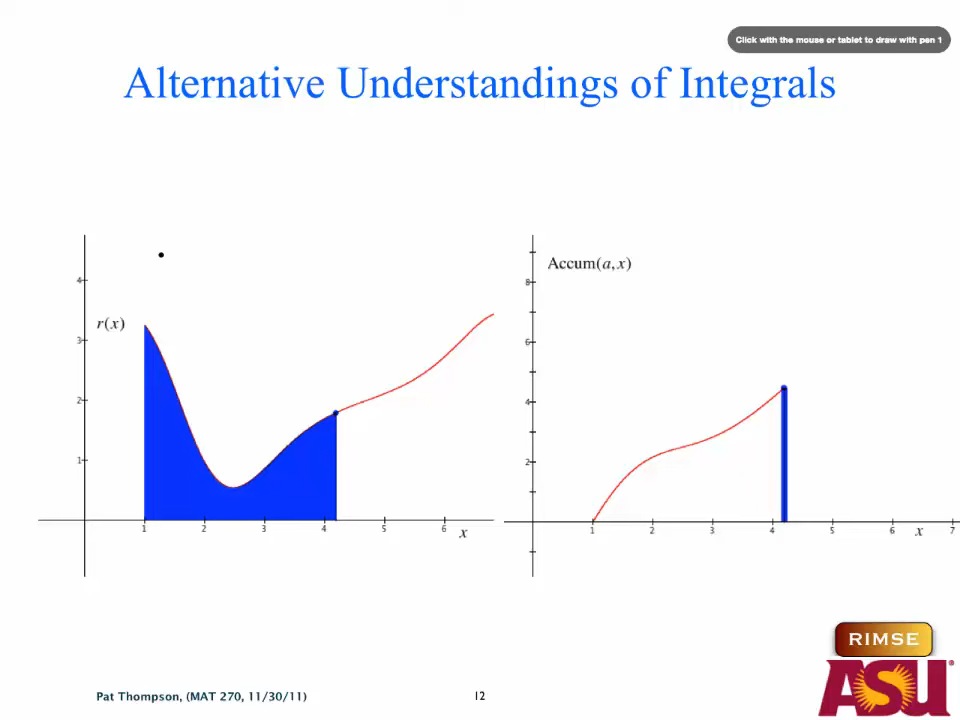 Click with the mouse or tablet to draw with pen 1
Alternative Understandings of Integrals
r(x)
4
3
2
1
1 2 3 4 5 6 x
Accum(a, x)
8
6
4
2
1 2 3 4 5 6 x 7
RIMSE
ASU®
Pat Thompson, (MAT 270, 11/30/11)
12